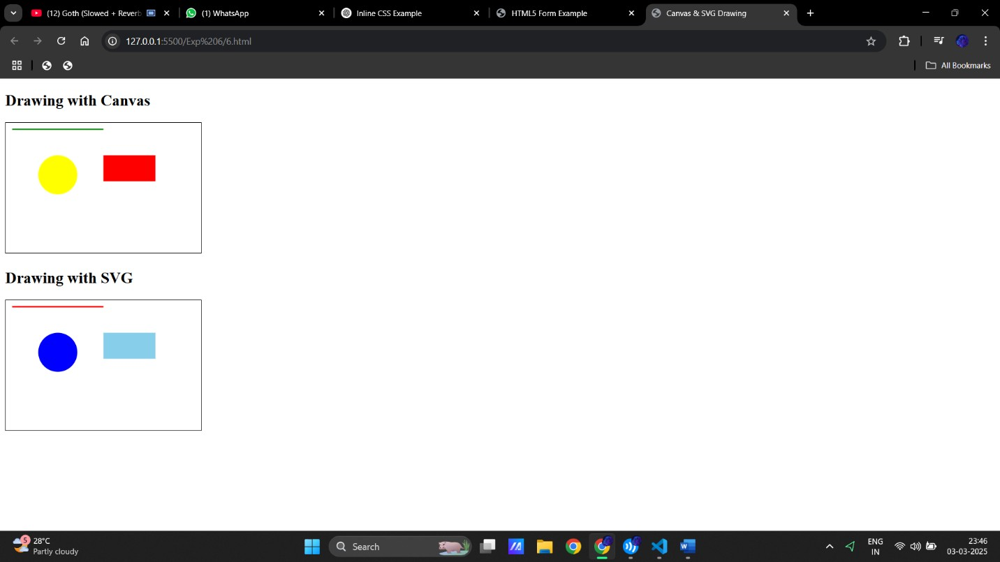 (12) Goth (Slowed + Reverb
(1) WhatsApp
Inline CSS Example
HTML5 Form Example
Canvas & SVG Drawing
127.0.0.1:5500/Exp%206/6.html
All Bookmarks
Drawing with Canvas
Drawing with SVG
5
28°C
Partly cloudy
Search
W
ENG
IN
23:46
03-03-2025